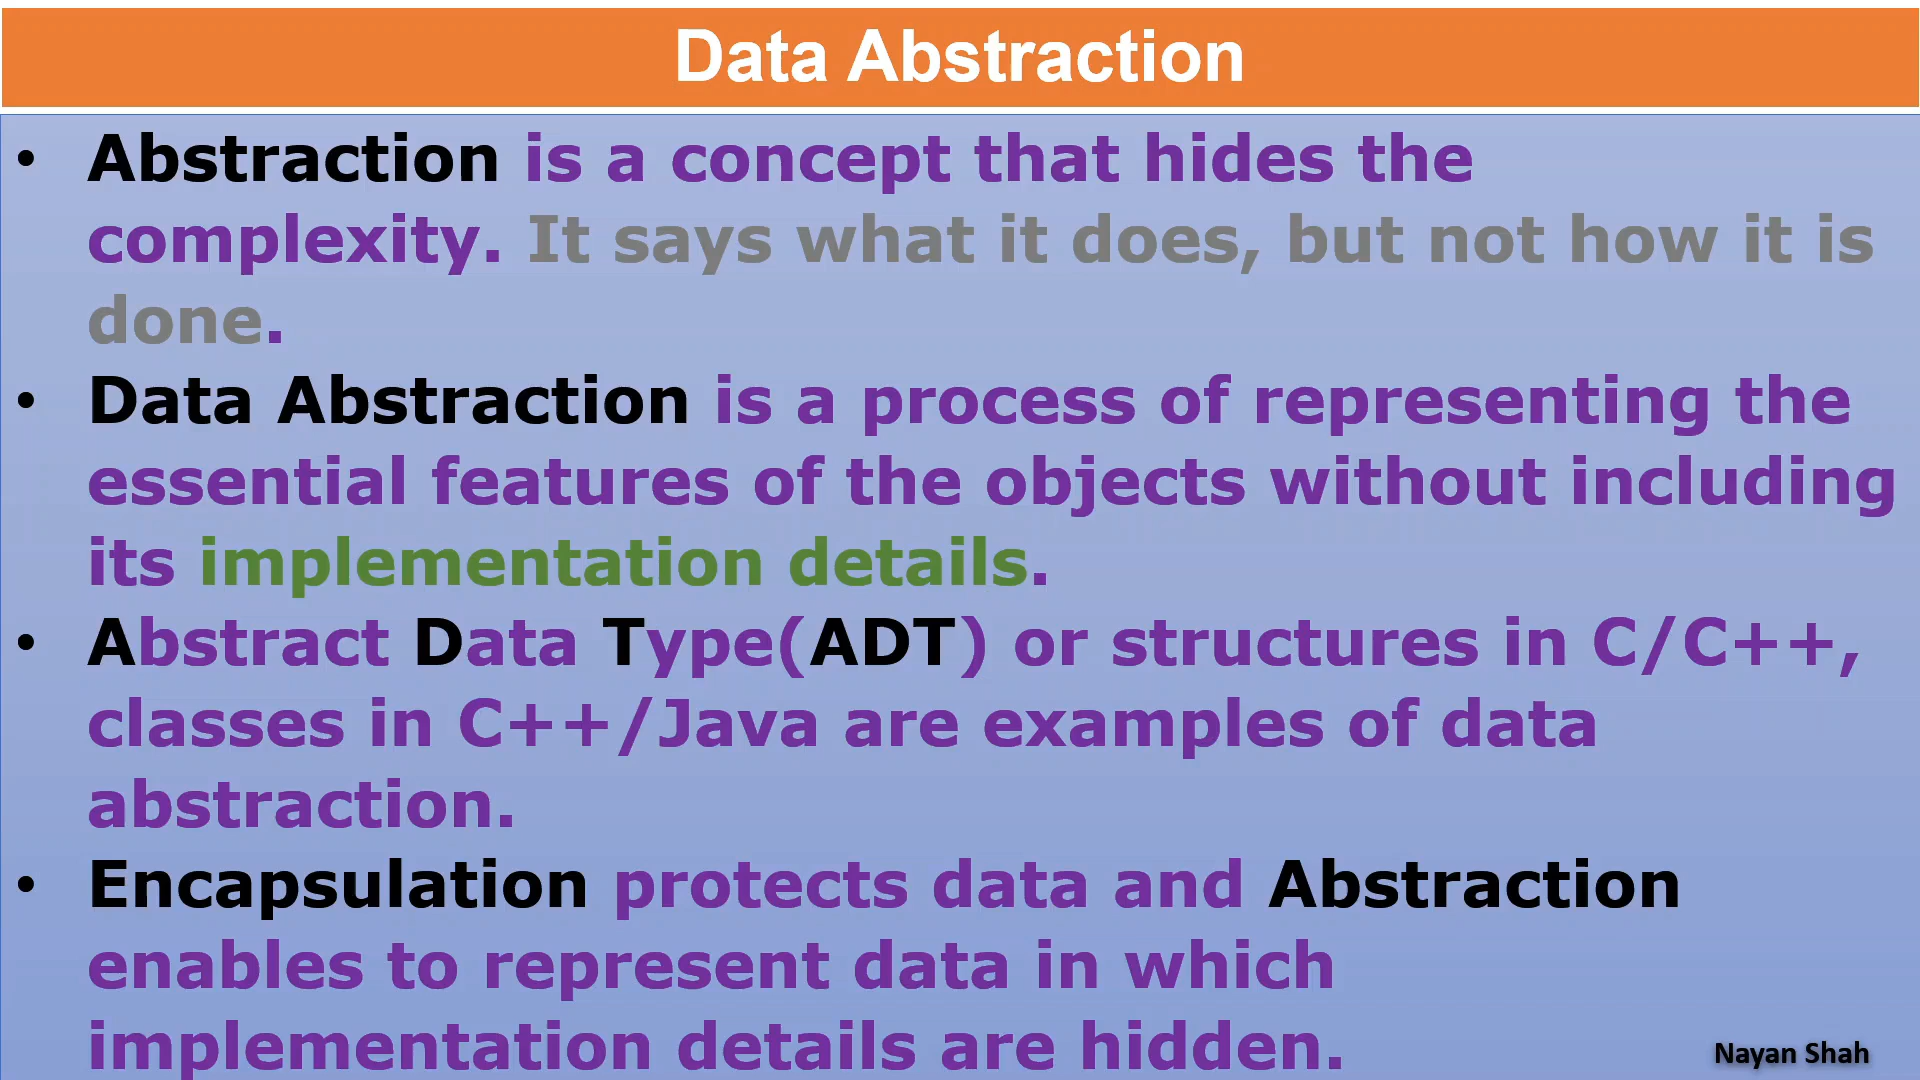 Data Abstraction
• Abstraction is a concept that hides the
complexity. It says what it does, but not how it is
done.
• Data Abstraction is a process of representing the
essential features of the objects without including
its implementation details.
• Abstract Data Type(ADT) or structures in C/C++,
classes in C++/Java are examples of data
abstraction.
• Encapsulation protects data and Abstraction
enables to represent data in which
implementation details are hidden.
Nayan Shah